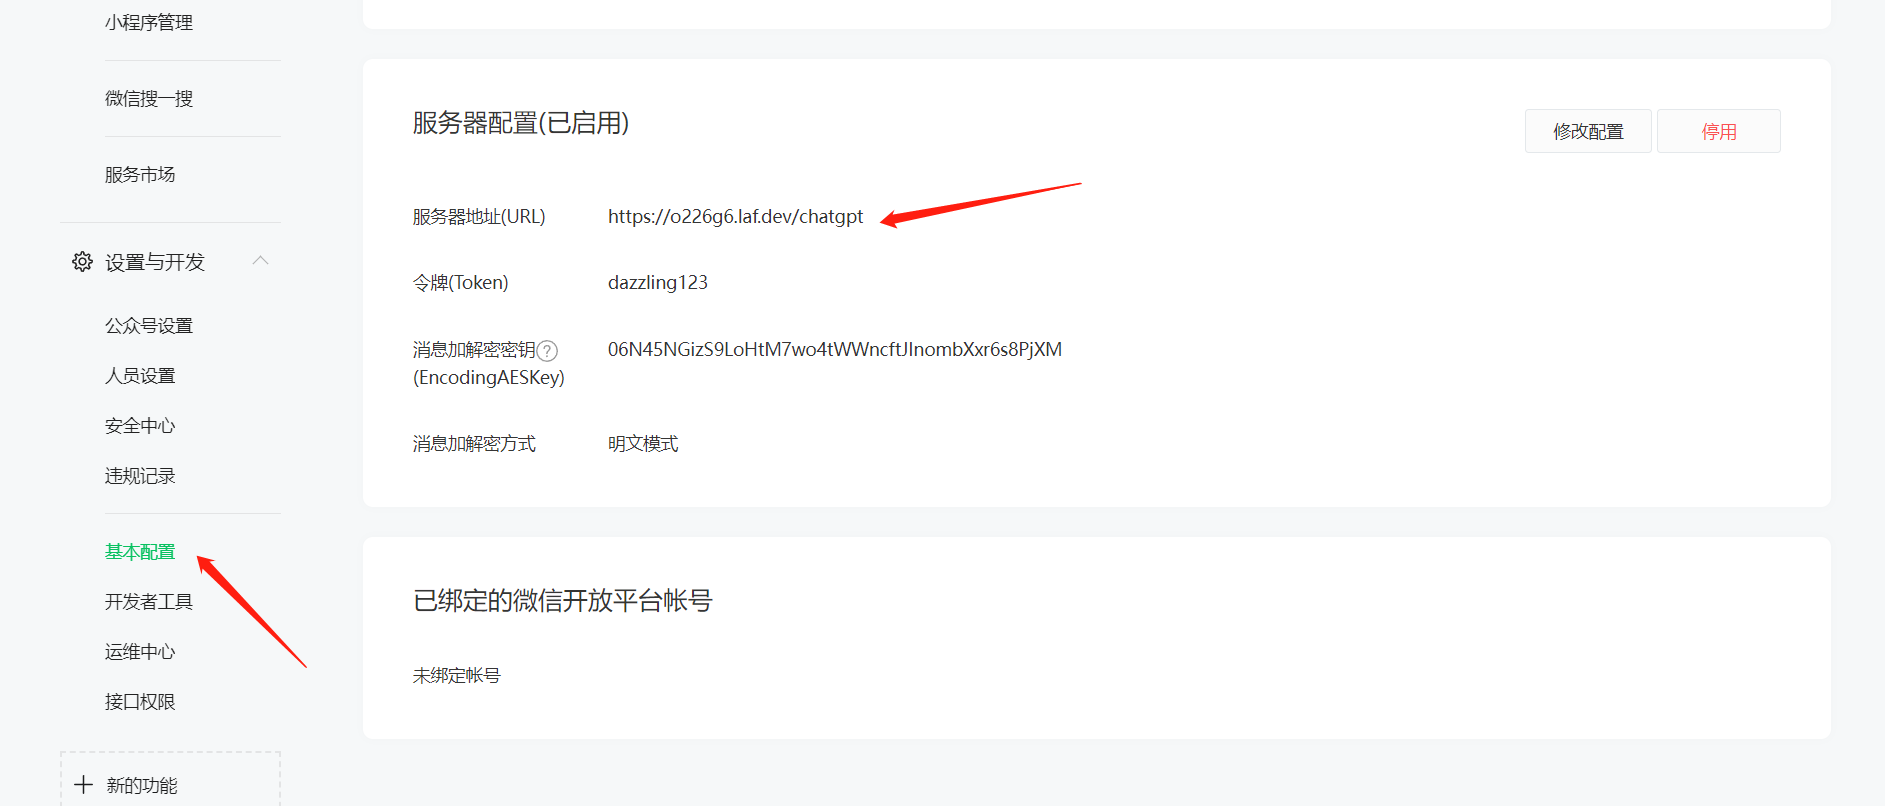 小程序管理
微信搜一搜
服务市场
设置与开发
公众号设置
人员设置
安全中心
违规记录
基本配置
开发者工具
运维中心
接口权限
新的功能
服务器配置(已启用)
修改配置
停用
服务器地址(URL)
https://o226g6.laf.dev/chatgpt
令牌(Token)
dazzling123
消息加解密密钥?
(EncodingAESKey)
06N45NGizS9LoHtM7wo4tWWncftJInombXxr6s8PjXM
消息加解密方式
明文模式
已绑定的微信开放平台帐号
未绑定帐号